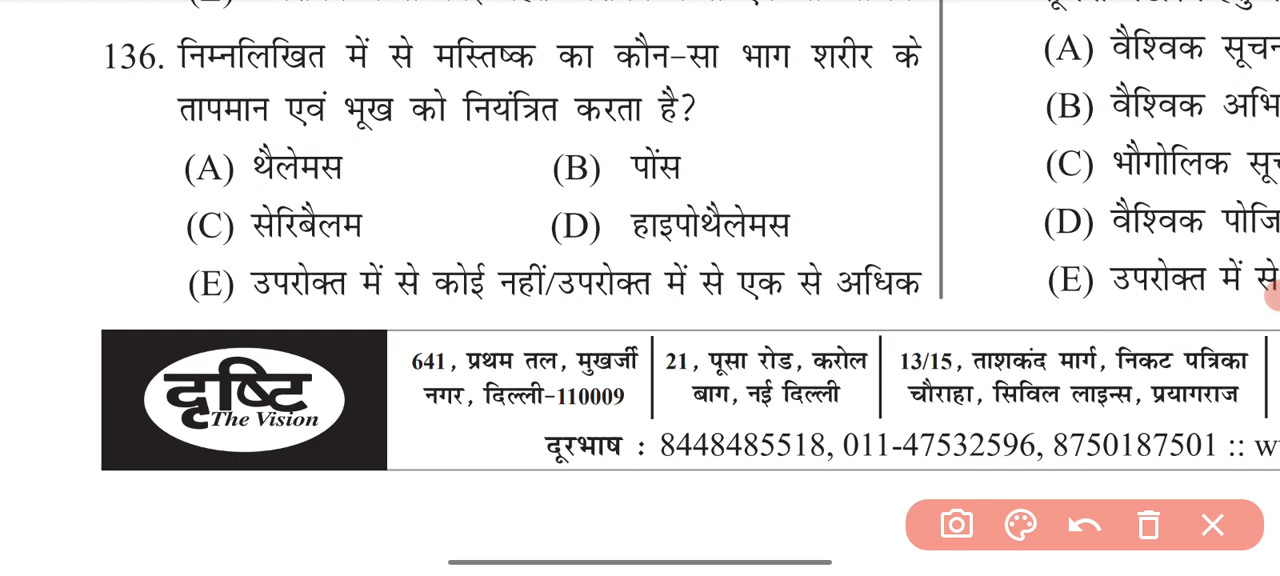 136. निम्नलिखित में से मस्तिष्क का कौन-सा भाग शरीर के
तापमान एवं भूख को नियंत्रित करता है?
(A) थैलेमस
(B) पोंस
(C) सेरिबैलम
(D) हाइपोथैलेमस
(E) उपरोक्त में से कोई नहीं/उपरोक्त में से एक से अधिक
(A) वैश्विक
(B) वैश्विक
(C) भौगोलिक
(D) वैश्विक
(E) उपरोक्त में से
दृष्टि
The Vision
641, प्रथम तल, मुखर्जी
नगर, दिल्ली-110009
21, पूसा रोड, करोल
बाग, नई दिल्ली
13/15, ताशकंद मार्ग, निकट पत्रिका
चौराहा, सिविल लाइन्स, प्रयागराज
दूरभाष : 8448485518, 011-47532596, 8750187501 ::